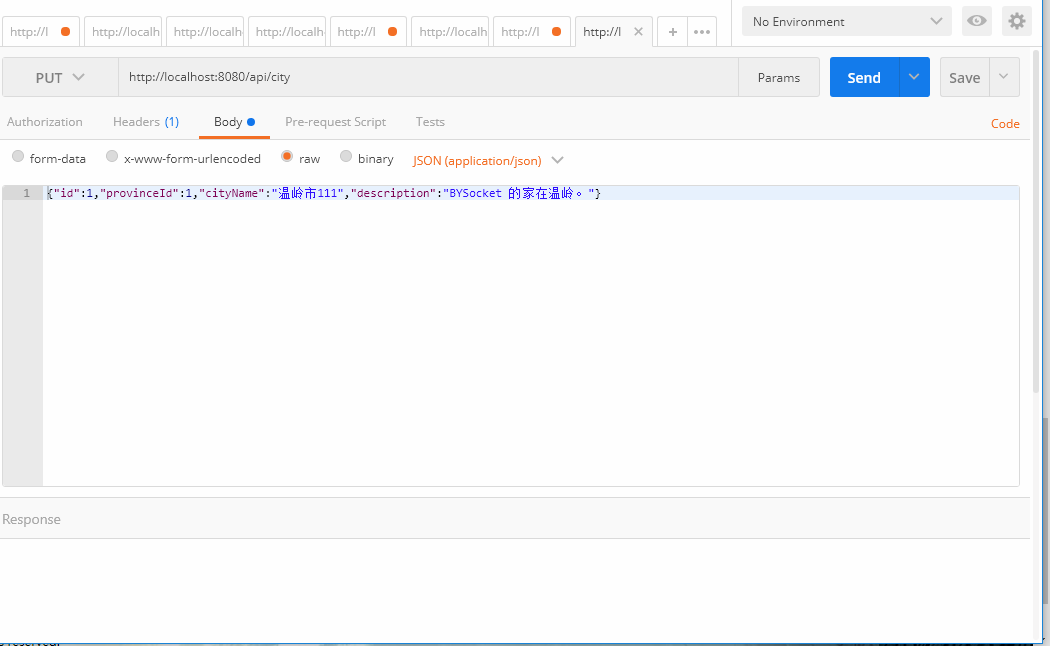 http://l http://localh http://localh http://localh http://l http://localh http://l http://l × + ••• No Environment
PUT http://localhost:8080/api/city Params Send Save
Authorization Headers (1) Body Pre-request Script Tests Code
form-data x-www-form-urlencoded raw binary JSON (application/json)
1 {"id":1,"provinceId":1,"cityName":"温岭市111","description":"BYSocket 的家在温岭。"}
Response